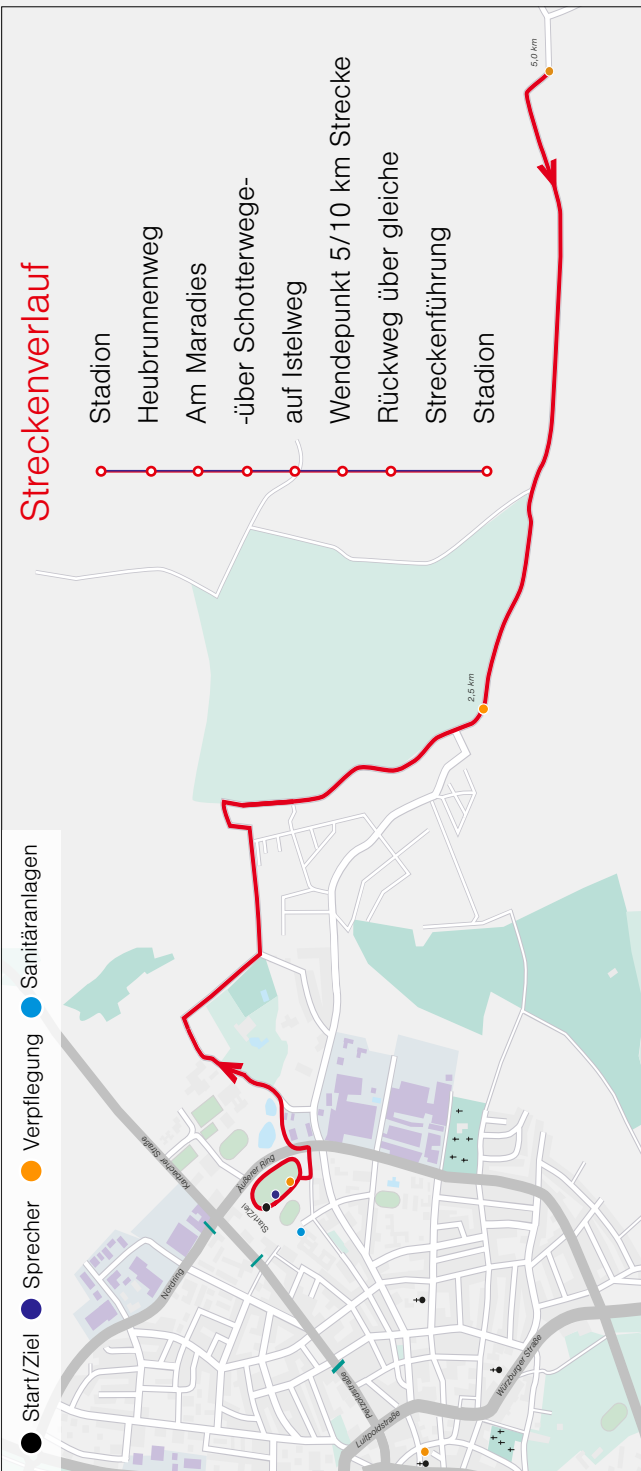 Start/Ziel
Sprecher
Verpflegung
Sanitäranlagen
Streckenverlauf
Stadion
Heubrunnenweg
Am Maradies
-über Schotterwege-
auf Istelweg
Wendepunkt 5/10 km Strecke
Rückweg über gleiche
Streckenführung
Stadion
Karbacher Straße
Äußerer Ring
Start/Ziel
Nordring
Petzoldtstraße
Luitpoldstraße
Würzburger Straße
2,5 km
5,0 km